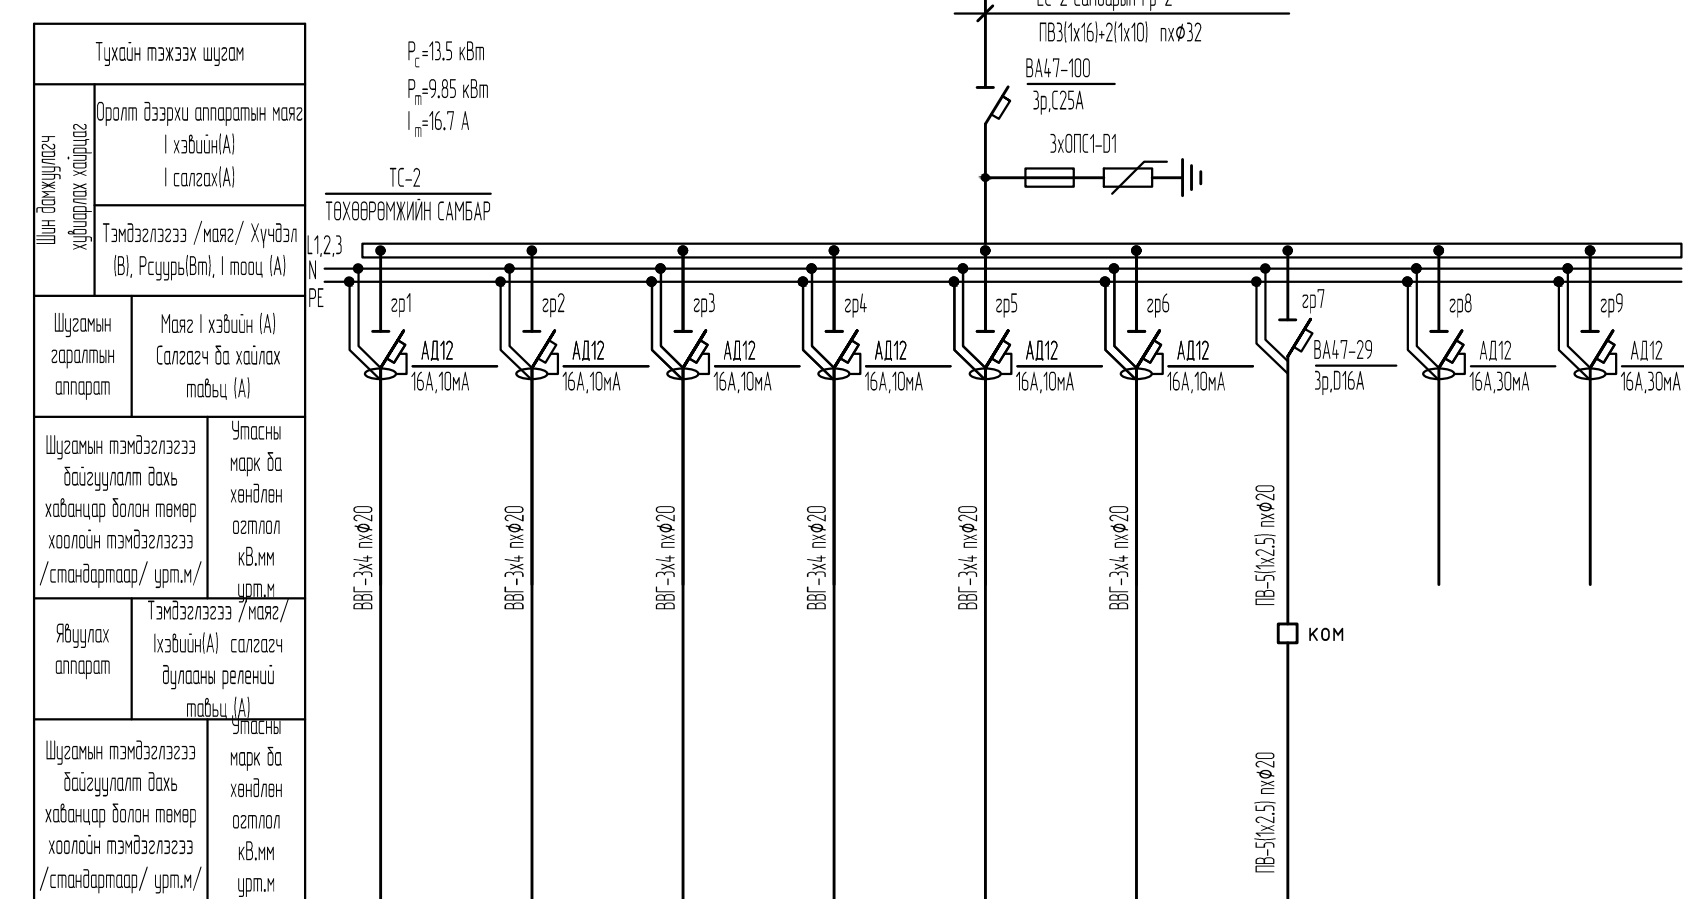 ПВ3(1х16)+2(1х10) пхф32
ВА47-100
3р,С25А
3хОПС1-D1
Pс=13.5 кВт
Pт=9.85 кВт
Iт=16.7 А
ТС-2
ТӨХӨӨРӨМЖИЙН САМБАР
L1,2,3
N
PE
Тухайн тэжээх шугам
Шин дамжуулагч
хувиарлах хайрцаг
Оролт дээрхи аппаратын маяг
I хэвийн(А)
I салгах(А)
Тэмдэглэгээ /маяг/ Хүчдэл
(В), Рсуурь(Вт), I тооц (А)
Шугамын
гаралтын
аппарат
Маяг I хэвийн (А)
Салгагч ба хайлах
тавьц (А)
Шугамын тэмдэглэгээ
байгуулалт дахь
хаванцар болон төмөр
хоолойн тэмдэглэгээ
/стандартаар/ урт.м/
Утасны
марк ба
хөндлөн
огтлол
кВ.мм
урт.м
Явуулах
аппарат
Тэмдэглэгээ /маяг/
Iхэвийн(А) салгагч
дулааны релений
тавьц (А)
Шугамын тэмдэглэгээ
байгуулалт дахь
хаванцар болон төмөр
хоолойн тэмдэглэгээ
/стандартаар/ урт.м/
Утасны
марк ба
хөндлөн
огтлол
кВ.мм
урт.м
гр1
АД12
16А,10мА
ВВГ-3х4 пхф20
гр2
АД12
16А,10мА
ВВГ-3х4 пхф20
гр3
АД12
16А,10мА
ВВГ-3х4 пхф20
гр4
АД12
16А,10мА
ВВГ-3х4 пхф20
гр5
АД12
16А,10мА
ВВГ-3х4 пхф20
гр6
АД12
16А,10мА
ВВГ-3х4 пхф20
гр7
ВА47-29
3р,D16А
ПВ-5(1х2.5) пхф20
КОМ
ПВ-5(1х2.5) пхф20
гр8
АД12
16А,30мА
гр9
АД12
16А,30мА